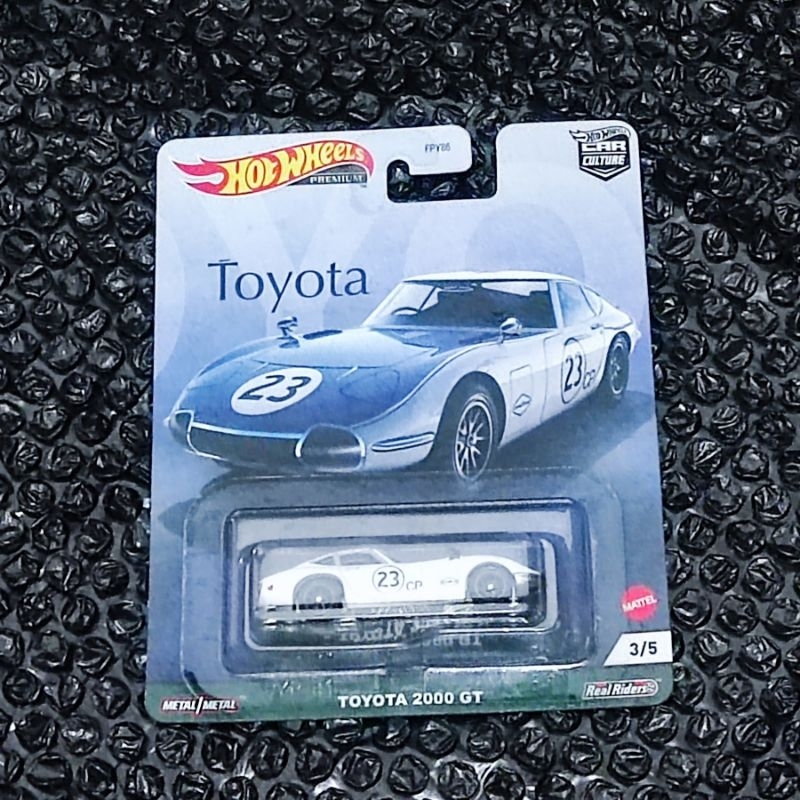 HOT WHEELS
PREMIUM
FPY86
HOT WHEELS
CAR
CULTURE
Toyota
23
23
CP
23 CP
MATTEL
3/5
METAL/METAL
TOYOTA 2000 GT
Real Riders